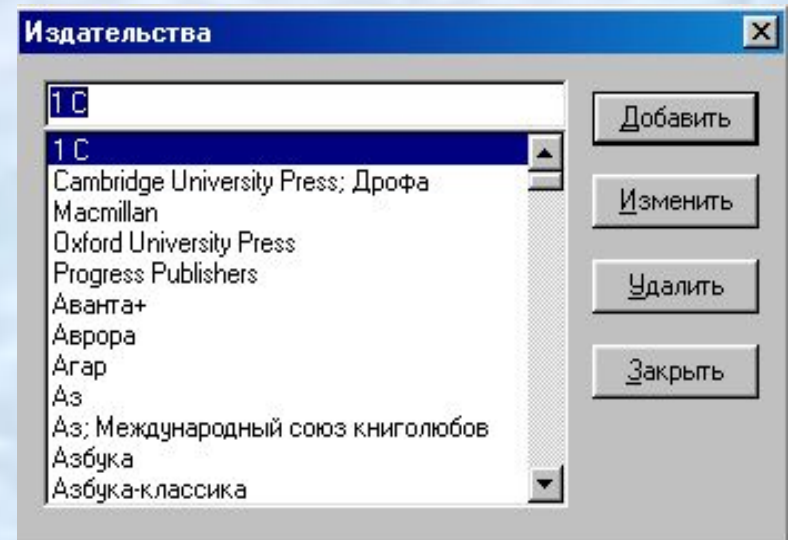 Издательства
1 С
Добавить
1 С
Cambridge University Press; Дрофа
Macmillan
Изменить
Oxford University Press
Progress Publishers
Удалить
Аванта+
Аврора
Агар
Закрыть
Аз
Аз; Международный союз книголюбов
Азбука
Азбука-классика